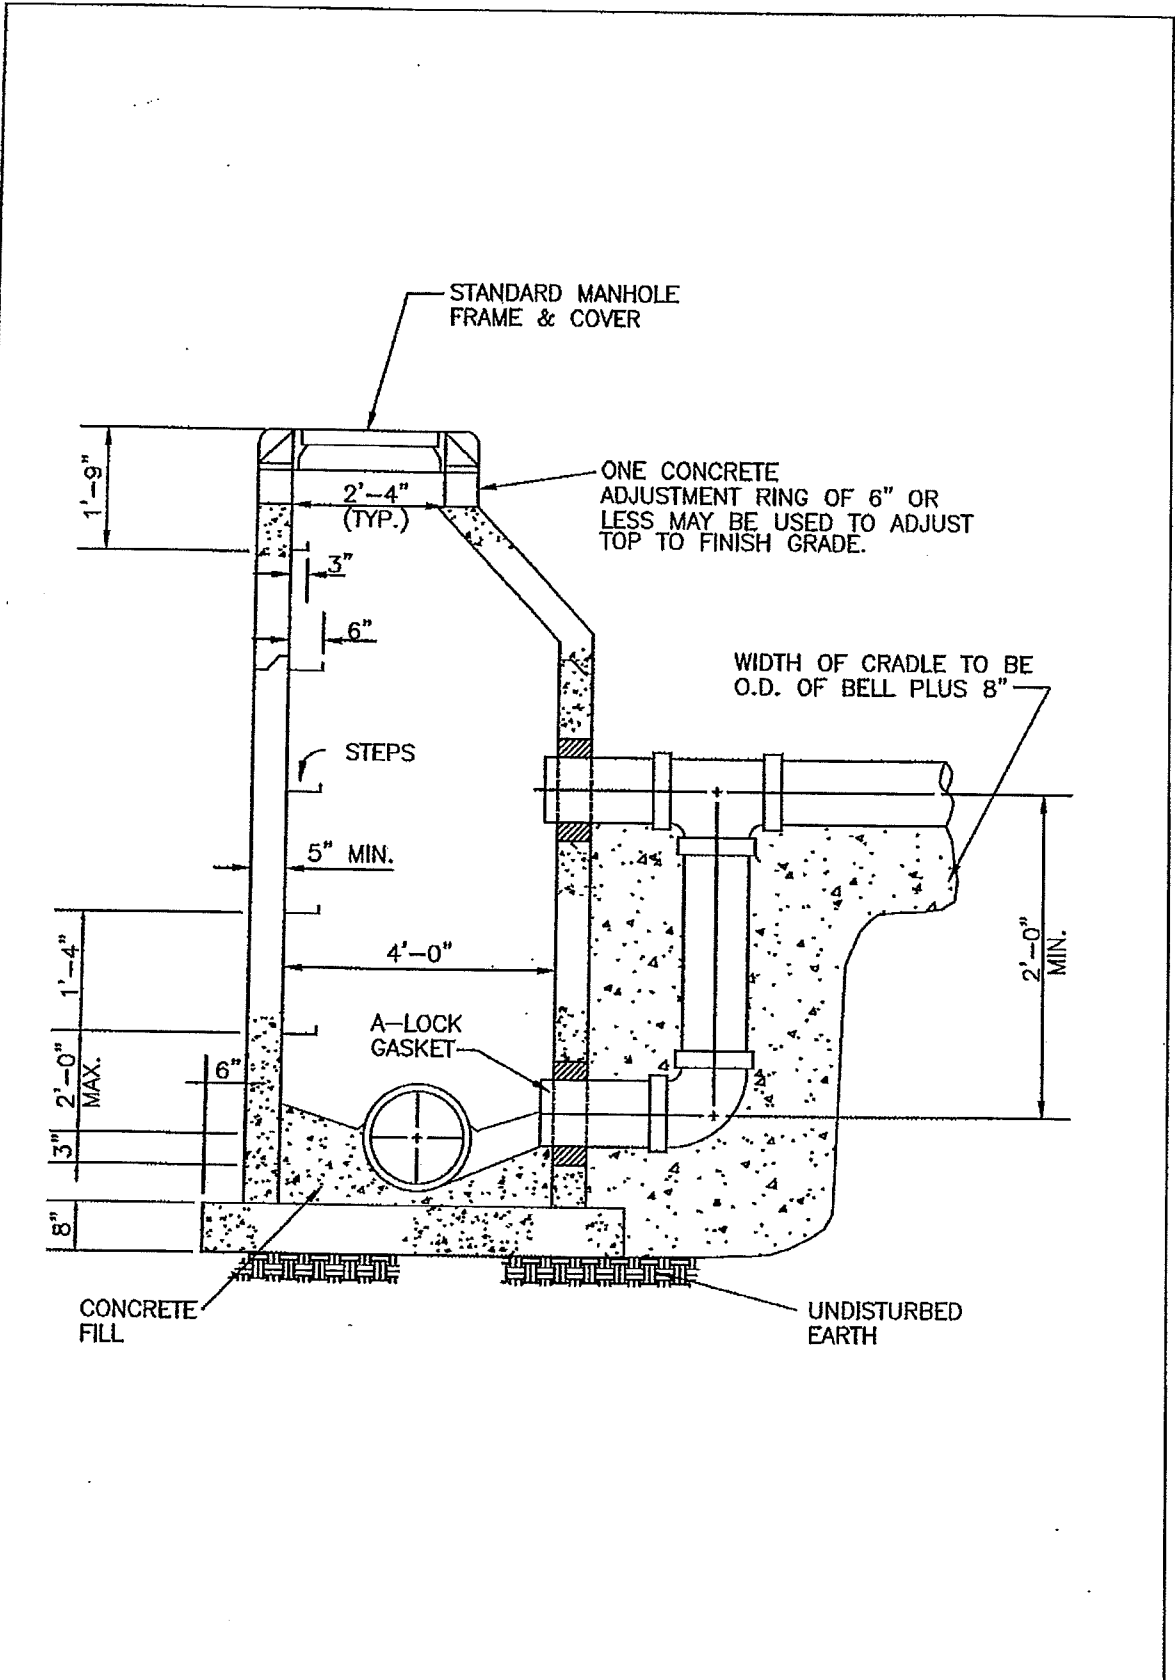 STANDARD MANHOLE
FRAME & COVER
1'-9"
2'-4"
(TYP.)
ONE CONCRETE
ADJUSTMENT RING OF 6" OR
LESS MAY BE USED TO ADJUST
TOP TO FINISH GRADE.
3"
6"
WIDTH OF CRADLE TO BE
O.D. OF BELL PLUS 8"
STEPS
5" MIN.
1'-4"
4'-0"
2'-0"
MIN.
A-LOCK
GASKET
2'-0"
MAX.
6"
3"
8"
CONCRETE
FILL
UNDISTURBED
EARTH